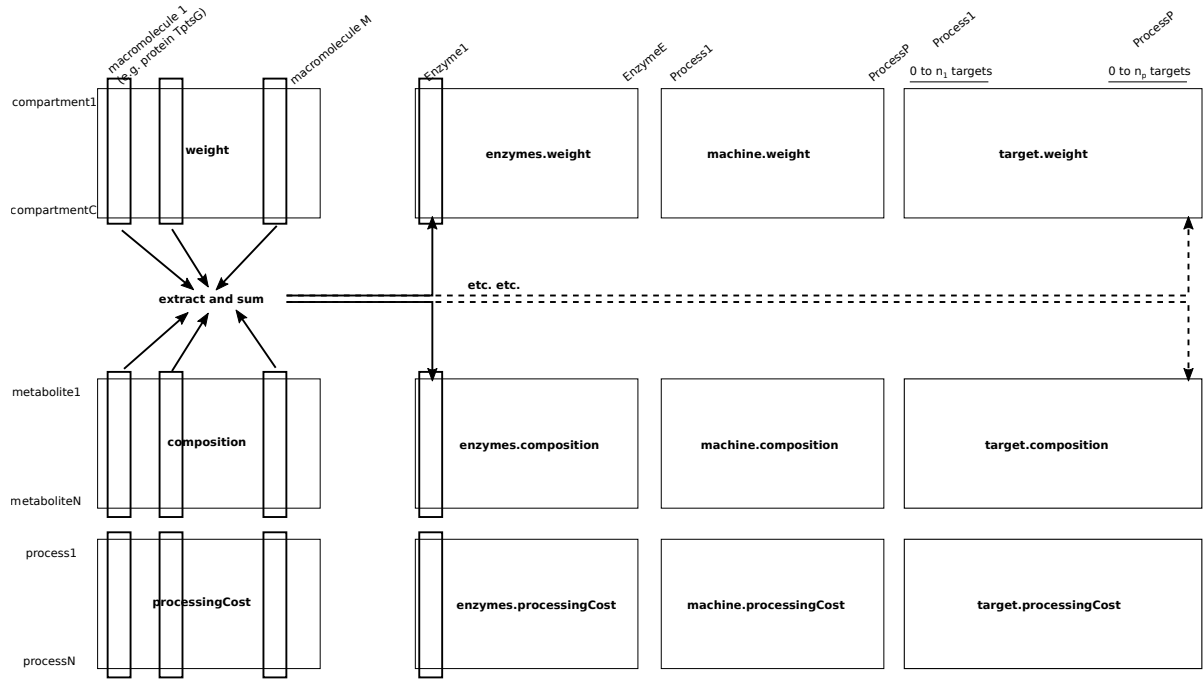 macromolecule 1
(e.g. protein TptsG)
macromolecule M
Enzyme1
EnzymeE
Process1
ProcessP
Process1
ProcessP
0 to n1 targets
0 to np targets
compartment1
compartmentC
weight
enzymes.weight
machine.weight
target.weight
extract and sum
etc. etc.
metabolite1
metaboliteN
composition
enzymes.composition
machine.composition
target.composition
process1
processN
processingCost
enzymes.processingCost
machine.processingCost
target.processingCost